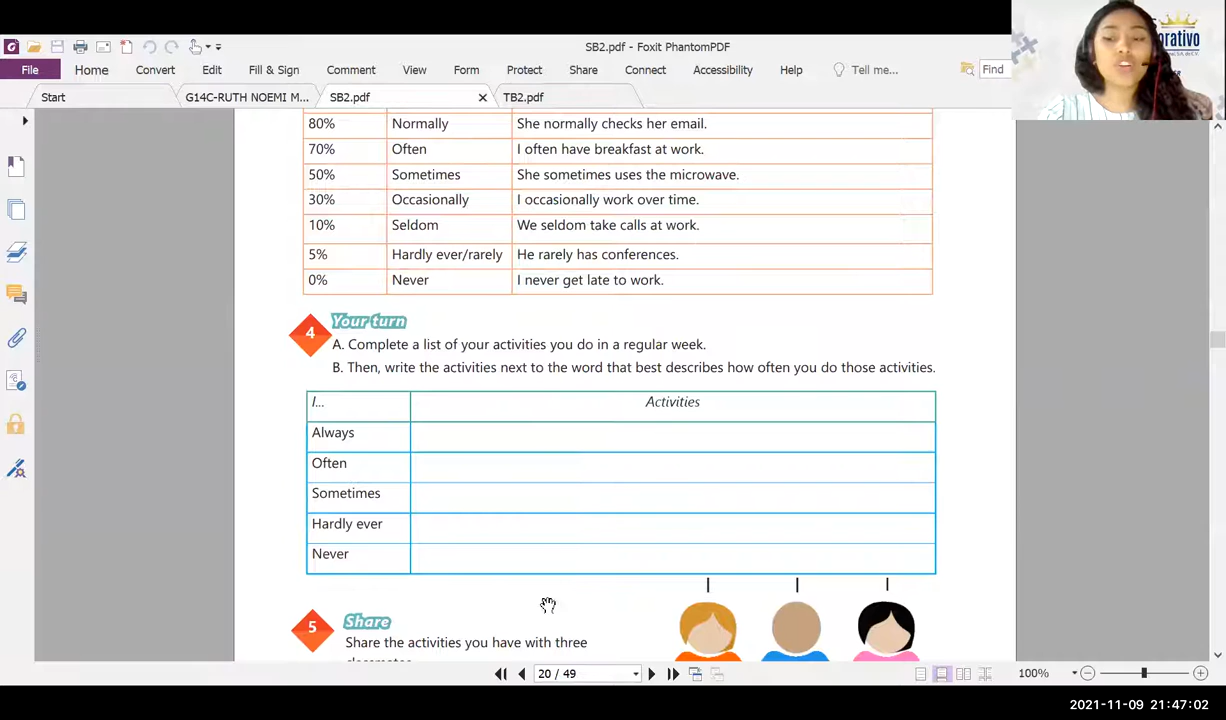 SB2.pdf - Foxit PhantomPDF
orativo
File Home Convert Edit Fill & Sign Comment View Form Protect Share Connect Accessibility Help Tell me... Find
Start G14C-RUTH NOEMI M... SB2.pdf TB2.pdf
80% Normally She normally checks her email.
70% Often I often have breakfast at work.
50% Sometimes She sometimes uses the microwave.
30% Occasionally I occasionally work over time.
10% Seldom We seldom take calls at work.
5% Hardly ever/rarely He rarely has conferences.
0% Never I never get late to work.
4 Your turn
A. Complete a list of your activities you do in a regular week.
B. Then, write the activities next to the word that best describes how often you do those activities.
I... Activities
Always
Often
Sometimes
Hardly ever
Never
5 Share
Share the activities you have with three
20 / 49
100%
2021-11-09 21:47:02